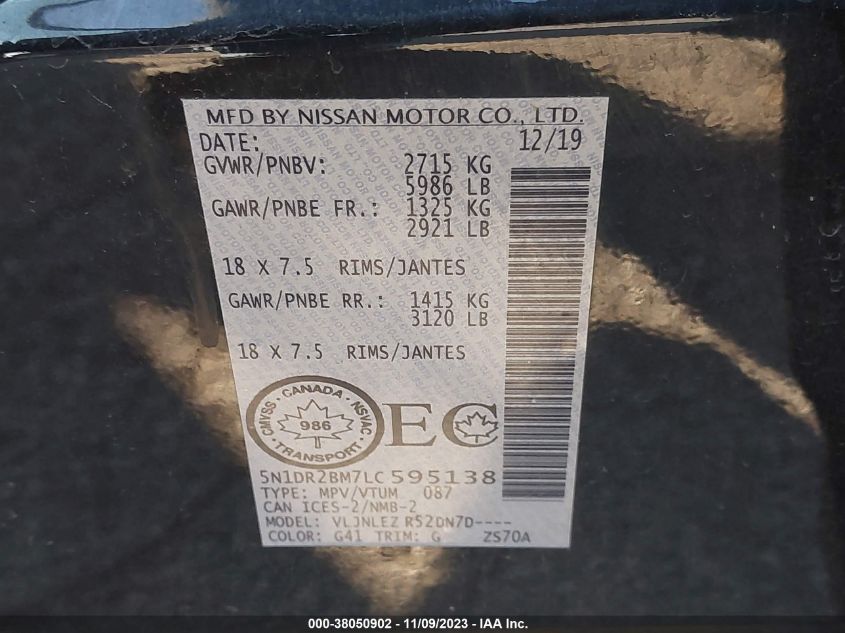 MFD BY NISSAN MOTOR CO., LTD.
DATE: 12/19
GVWR/PNBV: 2715 KG
5986 LB
GAWR/PNBE FR.: 1325 KG
2921 LB
18 X 7.5 RIMS/JANTES
GAWR/PNBE RR.: 1415 KG
3120 LB
18 X 7.5 RIMS/JANTES
CANADA
CMVSS 986 NSVAC
TRANSPORT
EC
5N1DR2BM7LC595138
TYPE: MPV/VTUM 087
CAN ICES-2/NMB-2
MODEL: VLJNLEZ R52DN7D----
COLOR: G41 TRIM: G ZS70A
000-38050902 - 11/09/2023 - IAA Inc.